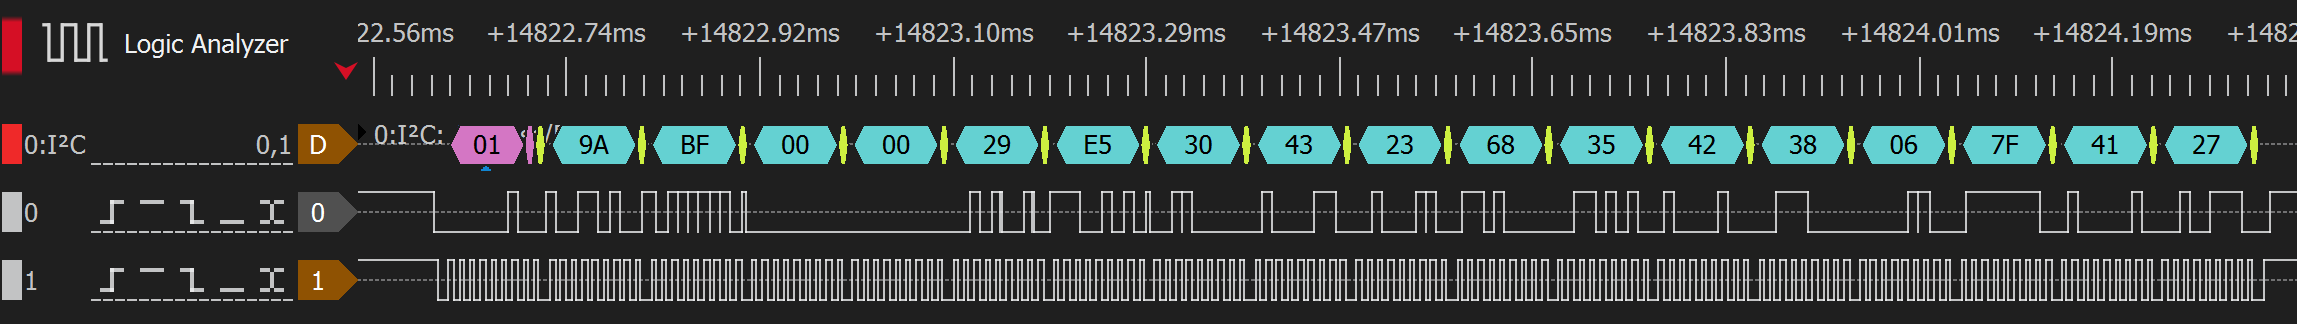 22.56ms +14822.74ms +14822.92ms +14823.10ms +14823.29ms +14823.47ms +14823.65ms +14823.83ms +14824.01ms +14824.19ms +1482
Logic Analyzer
0:I²C 0,1 D 0:I²C: 01 9A BF 00 00 29 E5 30 43 23 68 35 42 38 06 7F 41 27
0 0
1 1